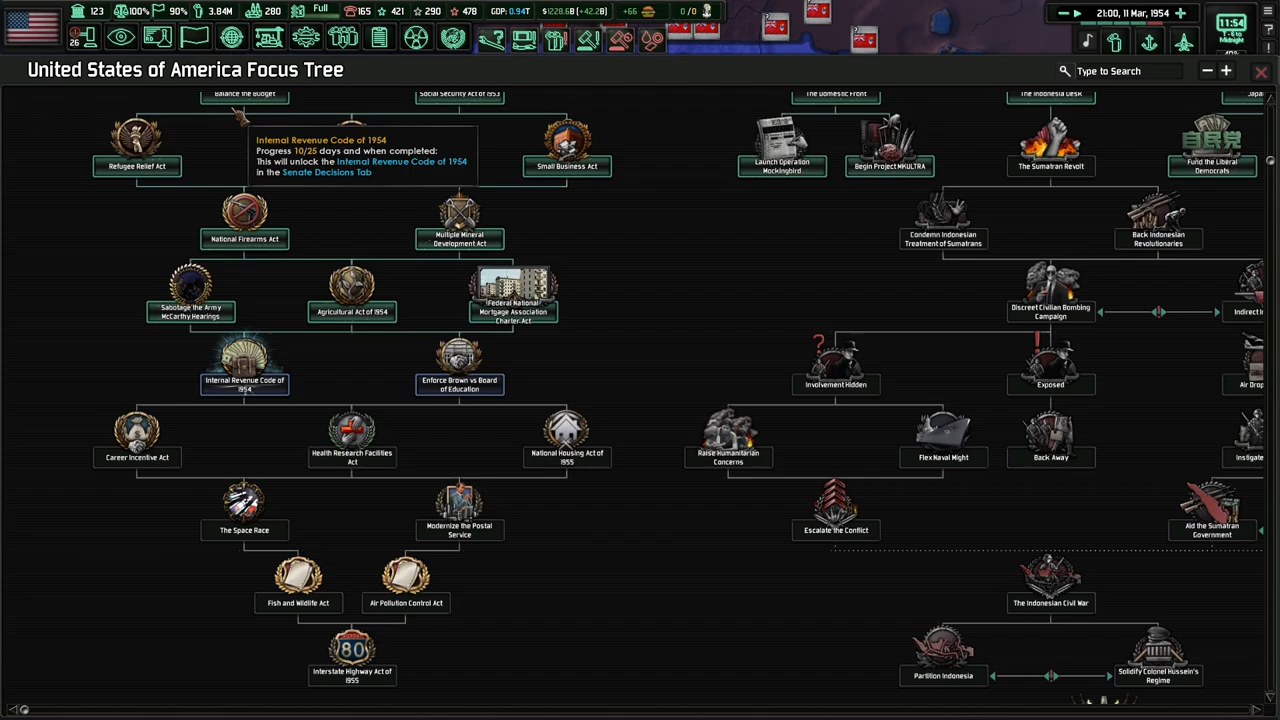 123 100% 90% 3.84M 280 Full 165 421 290 478 GDP: 0.94T $1228.6B (+42.2B) +66 0/0
21:00, 11 Mar, 1954
11:54
26
United States of America Focus Tree
Type to Search
Balance the Budget
Social Security Act of 1953
The Domestic Front
The Indonesia Desk
Internal Revenue Code of 1954
Progress 10/25 days and when completed:
This will unlock the Internal Revenue Code of 1954
in the Senate Decisions Tab
Refugee Relief Act
Small Business Act
Launch Operation
Mockingbird
Begin Project MKULTRA
The Sumatran Revolt
自民党
Fund the Liberal
Democrats
National Firearms Act
Multiple Mineral
Development Act
Condemn Indonesian
Treatment of Sumatrans
Back Indonesian
Revolutionaries
Sabotage the Army
McCarthy Hearings
Agricultural Act of 1954
Federal National
Mortgage Association
Charter Act
Discreet Civilian Bombing
Campaign
Indirect
Internal Revenue Code of
1954
Enforce Brown vs Board
of Education
Involvement Hidden
Exposed
Air Drop
Career Incentive Act
Health Research Facilities
Act
National Housing Act of
1955
Raise Humanitarian
Concerns
Flex Naval Might
Back Away
Instigate
The Space Race
Modernize the Postal
Service
Escalate the Conflict
Aid the Sumatran
Government
Fish and Wildlife Act
Air Pollution Control Act
The Indonesian Civil War
80
Interstate Highway Act of
1955
Partition Indonesia
Solidify Colonel Hussein's
Regime